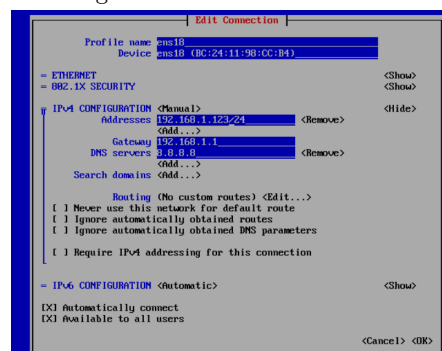 Edit Connection
Profile name ens18
Device ens18 (BC:24:11:98:CC:B4)
= ETHERNET <Show>
= 802.1X SECURITY <Show>
╤ IPv4 CONFIGURATION <Manual> <Hide>
Addresses 192.168.1.123/24 <Remove>
<Add...>
Gateway 192.168.1.1
DNS servers 8.8.8.8 <Remove>
<Add...>
Search domains <Add...>
Routing (No custom routes) <Edit...>
[ ] Never use this network for default route
[ ] Ignore automatically obtained routes
[ ] Ignore automatically obtained DNS parameters
[ ] Require IPv4 addressing for this connection
= IPv6 CONFIGURATION <Automatic> <Show>
[X] Automatically connect
[X] Available to all users
<Cancel> <OK>